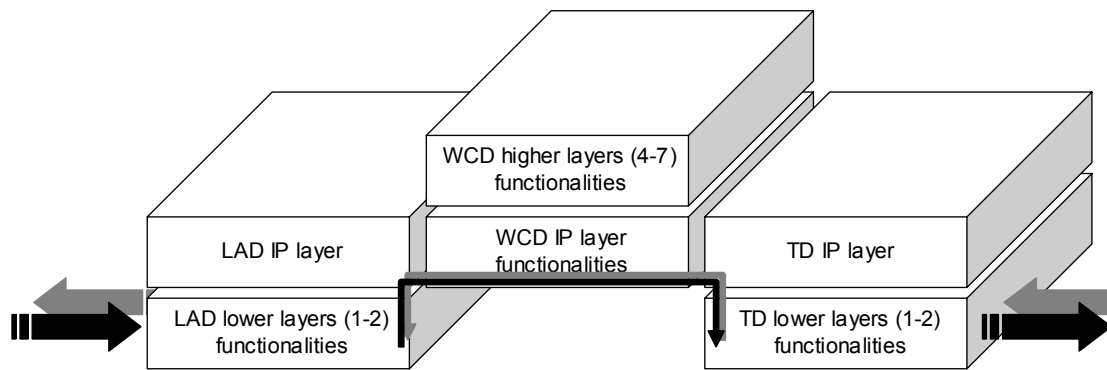 WCD higher layers (4-7)
functionalities
LAD IP layer
WCD IP layer
functionalities
TD IP layer
LAD lower layers (1-2)
functionalities
TD lower layers (1-2)
functionalities